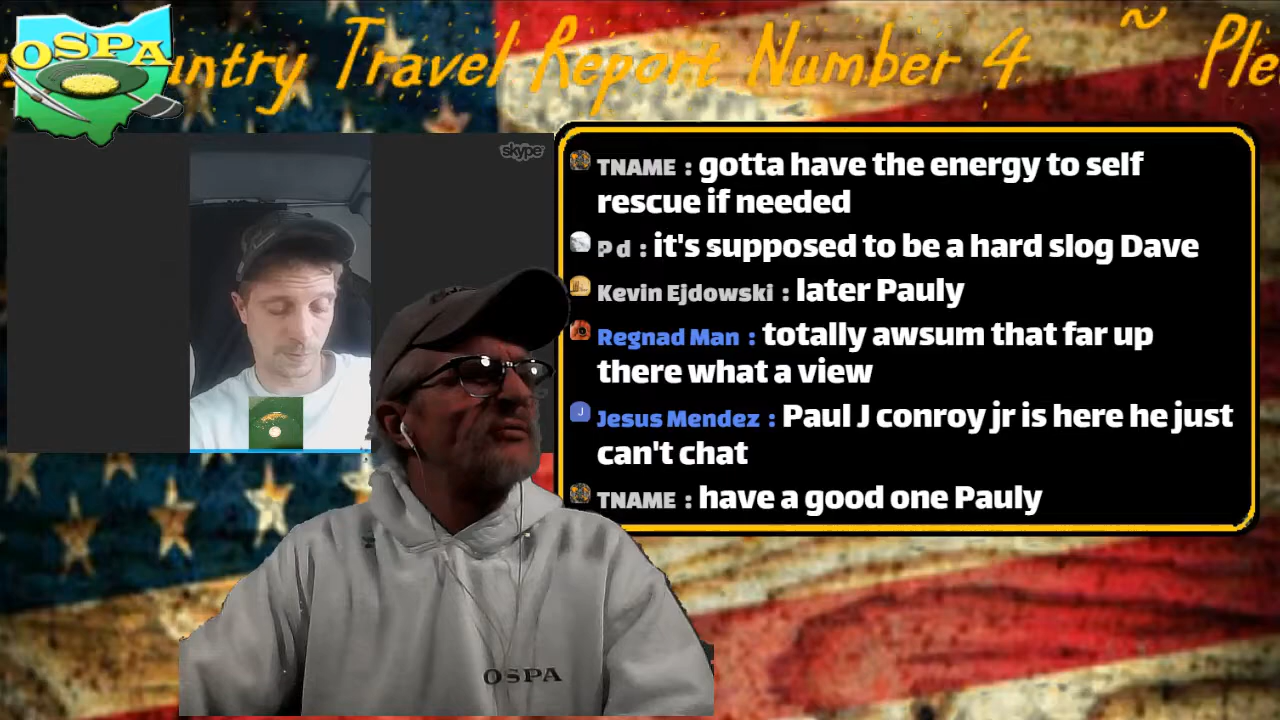 untry Travel Report Number 4 ~ Ple
OSPA
skype
TNAME : gotta have the energy to self
rescue if needed
P d : it's supposed to be a hard slog Dave
Kevin Ejdowski : later Pauly
Regnad Man : totally awsum that far up
there what a view
J Jesus Mendez : Paul J conroy jr is here he just
can't chat
TNAME : have a good one Pauly
OSPA